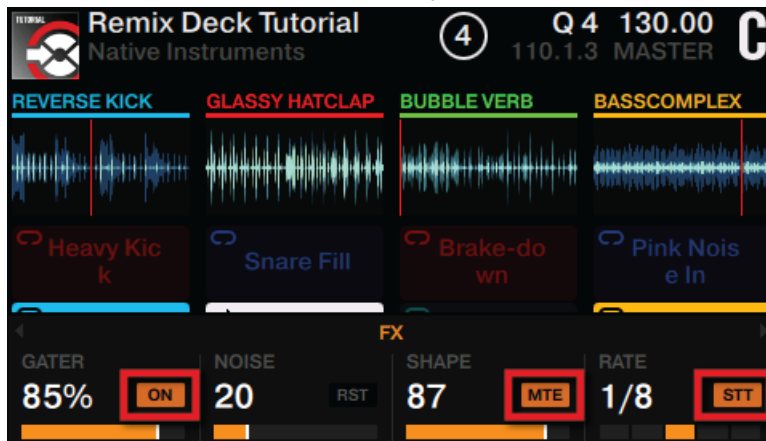 TUTORIAL
Remix Deck Tutorial
4
Q 4 130.00
C
Native Instruments
110.1.3 MASTER
REVERSE KICK GLASSY HATCLAP BUBBLE VERB BASSCOMPLEX
Heavy Kic
k
Snare Fill
Brake-do
wn
Pink Nois
e In
FX
GATER NOISE SHAPE RATE
85% ON 20 RST 87 MTE 1/8 STT